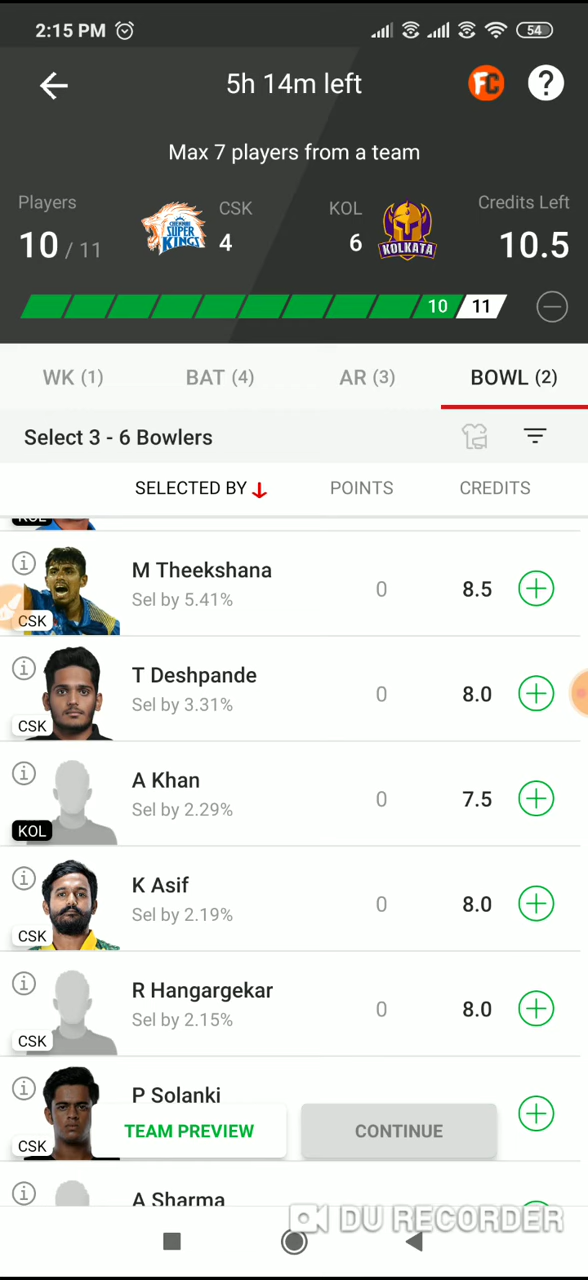 2:15 PM 54
5h 14m left FC ?
Max 7 players from a team
Players CSK KOL Credits Left
10 / 11 CHENNAI SUPER KINGS 4 6 KOLKATA 10.5
10 11
WK (1) BAT (4) AR (3) BOWL (2)
Select 3 - 6 Bowlers
SELECTED BY POINTS CREDITS
KOL
M Theekshana
Sel by 5.41% 0 8.5
CSK
T Deshpande
Sel by 3.31% 0 8.0
CSK
A Khan
Sel by 2.29% 0 7.5
KOL
K Asif
Sel by 2.19% 0 8.0
CSK
R Hangargekar
Sel by 2.15% 0 8.0
CSK
P Solanki
TEAM PREVIEW CONTINUE
CSK
A Sharma
DU RECORDER